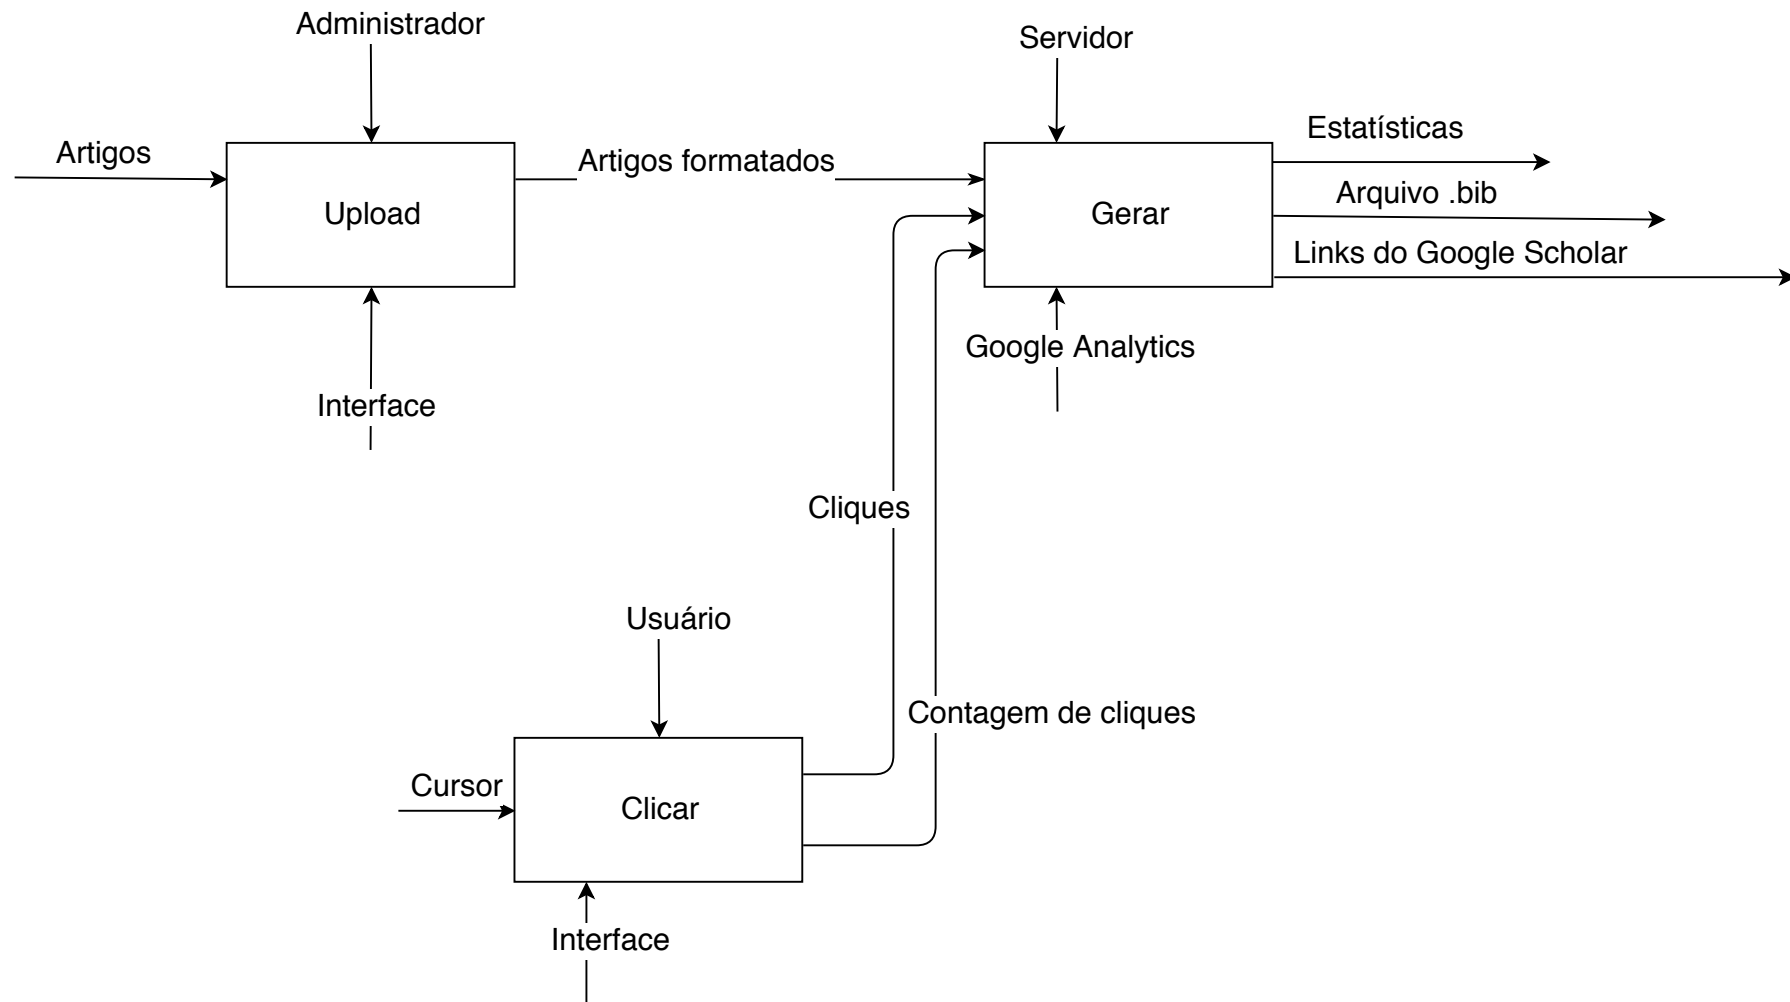 Administrador
Servidor
Artigos
Artigos formatados
Estatísticas
Upload
Gerar
Arquivo .bib
Links do Google Scholar
Google Analytics
Interface
Cliques
Usuário
Contagem de cliques
Cursor
Clicar
Interface